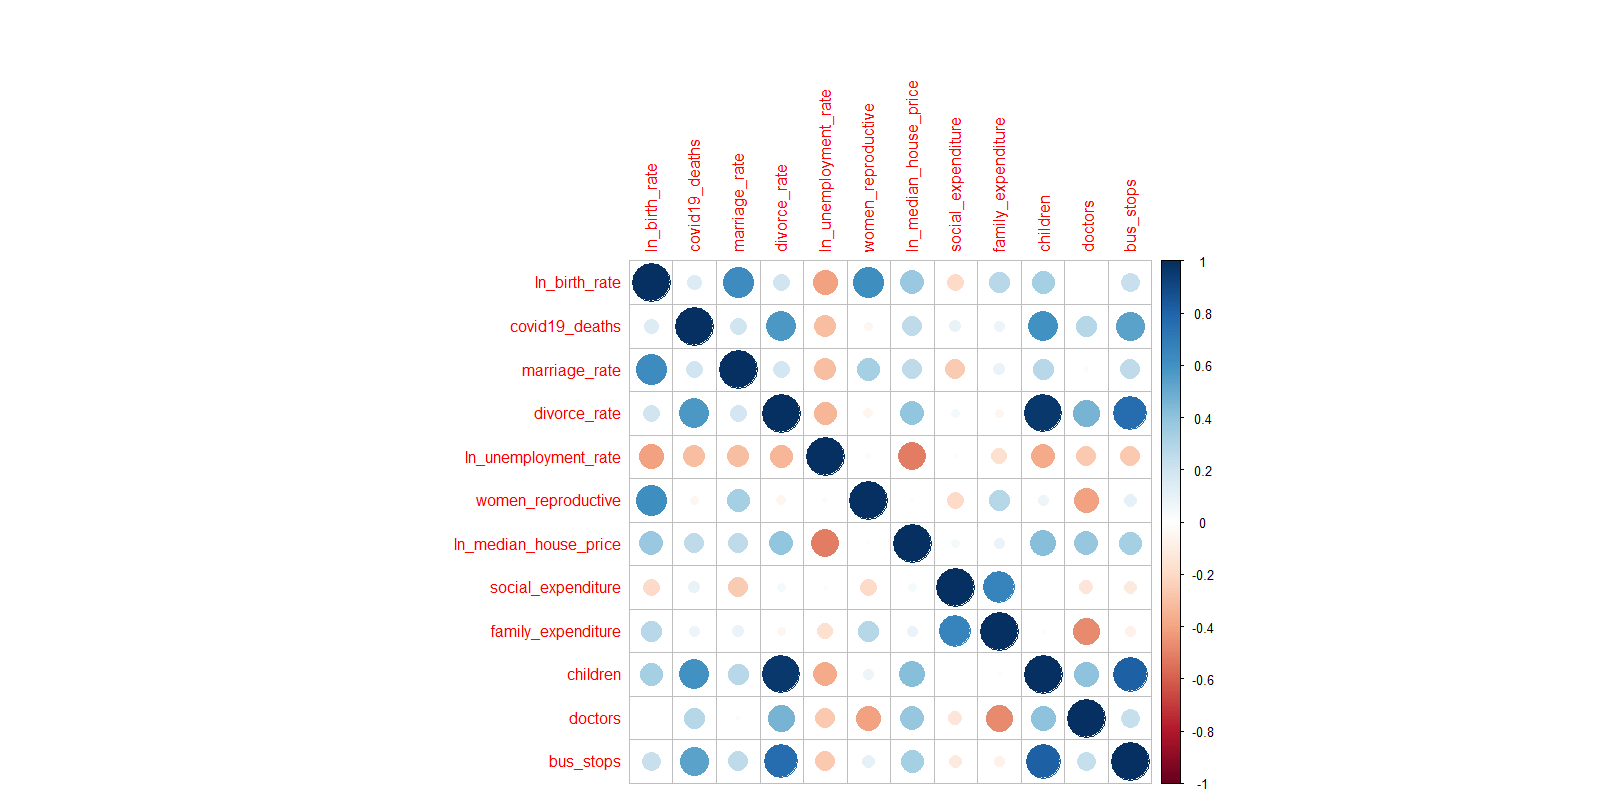 ln_birth_rate
covid19_deaths
marriage_rate
divorce_rate
ln_unemployment_rate
women_reproductive
ln_median_house_price
social_expenditure
family_expenditure
children
doctors
bus_stops
ln_birth_rate
covid19_deaths
marriage_rate
divorce_rate
ln_unemployment_rate
women_reproductive
ln_median_house_price
social_expenditure
family_expenditure
children
doctors
bus_stops
1
0.8
0.6
0.4
0.2
0
-0.2
-0.4
-0.6
-0.8
-1